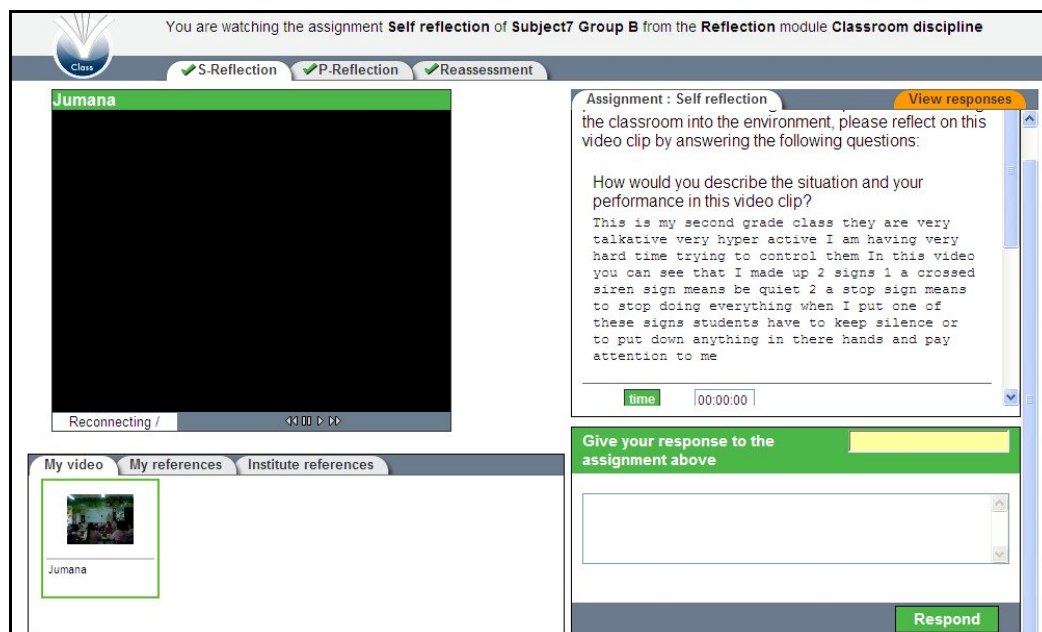 You are watching the assignment Self reflection of Subject7 Group B from the Reflection module Classroom discipline
Class
S-Reflection
P-Reflection
Reassessment
Jumana
Reconnecting /
My video
My references
Institute references
Jumana
Assignment : Self reflection
View responses
the classroom into the environment, please reflect on this
video clip by answering the following questions:
How would you describe the situation and your
performance in this video clip?
This is my second grade class they are very
talkative very hyper active I am having very
hard time trying to control them In this video
you can see that I made up 2 signs 1 a crossed
siren sign means be quiet 2 a stop sign means
to stop doing everything when I put one of
these signs students have to keep silence or
to put down anything in there hands and pay
attention to me
time
00:00:00
Give your response to the
assignment above
Respond